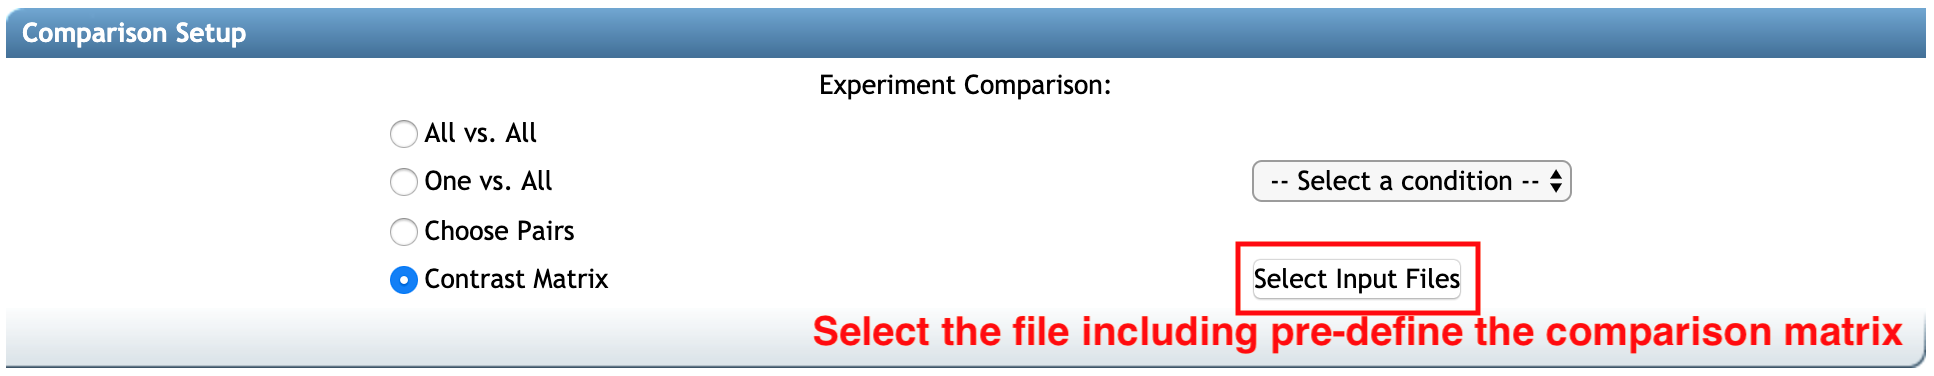 Comparison Setup
Experiment Comparison:
All vs. All
One vs. All
-- Select a condition --
Choose Pairs
Contrast Matrix
Select Input Files
Select the file including pre-define the comparison matrix